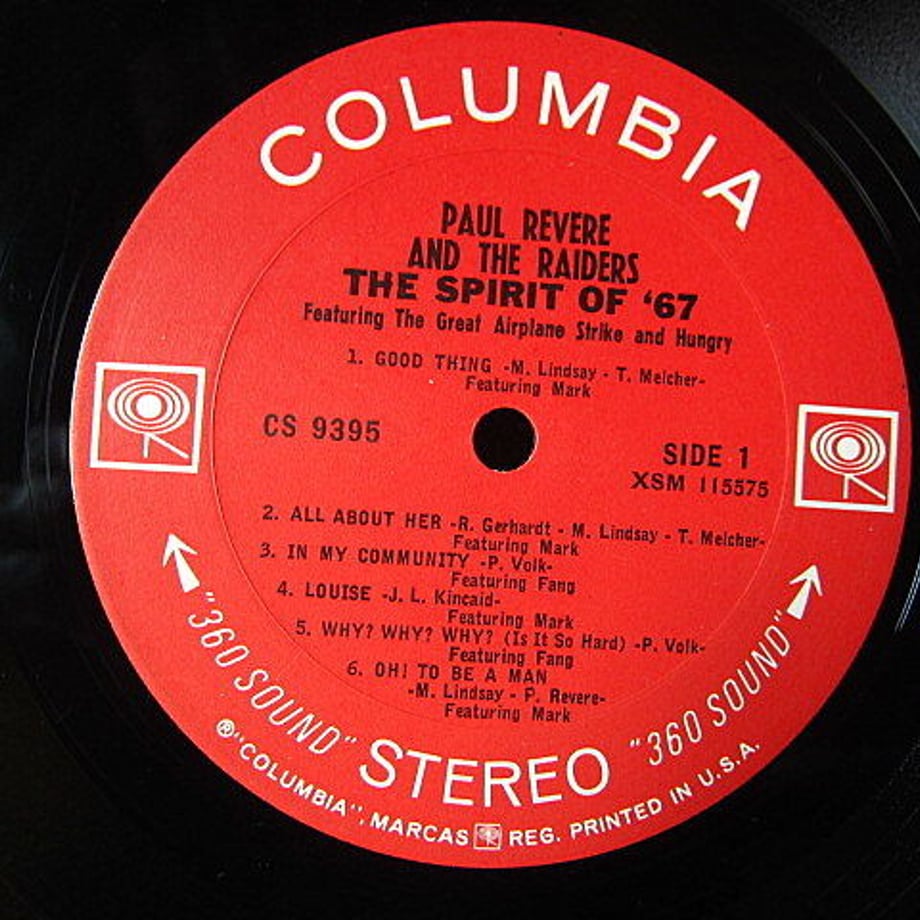 COLUMBIA
PAUL REVERE
AND THE RAIDERS
THE SPIRIT OF '67
Featuring The Great Airplane Strike and Hungry
1. GOOD THING -M. Lindsay - T. Melcher-
Featuring Mark
CS 9395
SIDE 1
XSM 115575
2. ALL ABOUT HER -R. Gerhardt - M. Lindsay - T. Melcher-
Featuring Mark
3. IN MY COMMUNITY -P. Volk-
Featuring Fang
4. LOUISE -J. L. Kincaid-
Featuring Mark
5. WHY? WHY? WHY? (Is It So Hard) -P. Volk-
Featuring Fang
6. OH! TO BE A MAN
-M. Lindsay - P. Revere-
Featuring Mark
"360 SOUND" STEREO "360 SOUND"
®"COLUMBIA", MARCAS REG. PRINTED IN U.S.A.